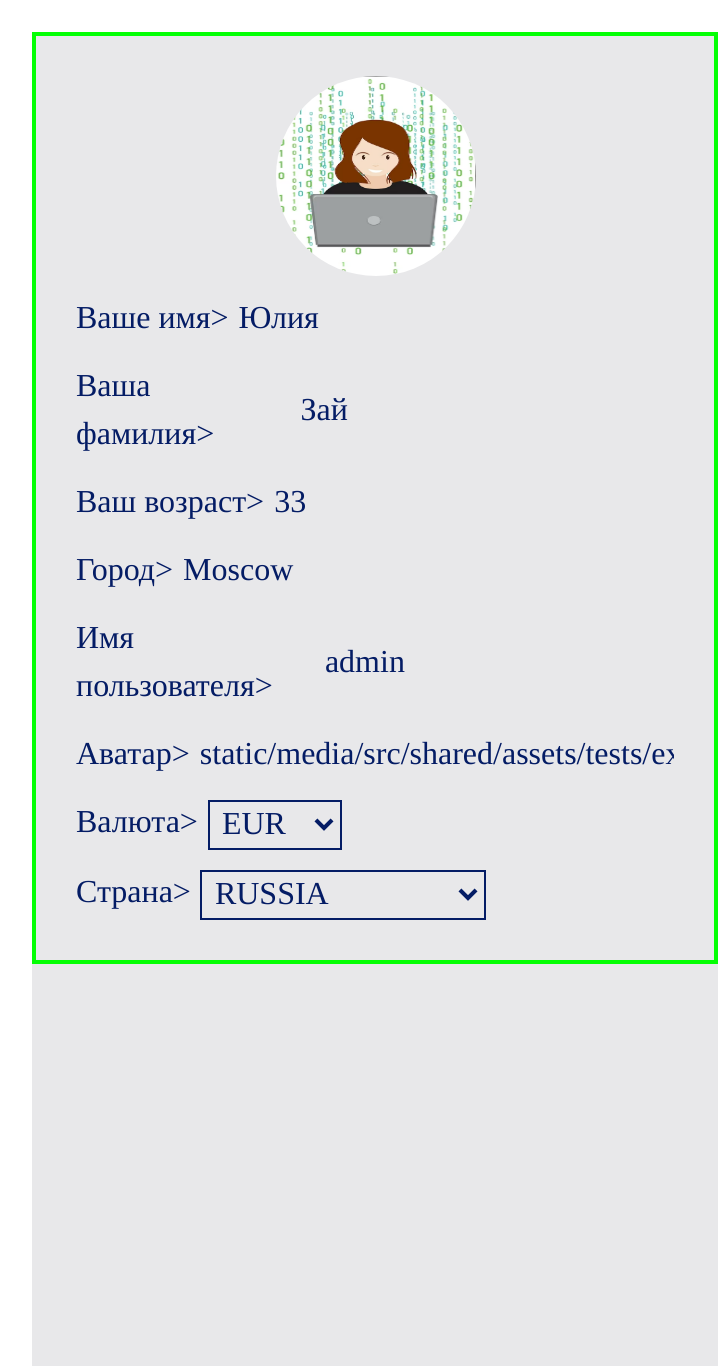 Ваше имя> Юлия
Ваша
фамилия> Зай
Ваш возраст> 33
Город> Moscow
Имя
пользователя> admin
Аватар> static/media/src/shared/assets/tests/ex
Валюта> EUR
Страна> RUSSIA